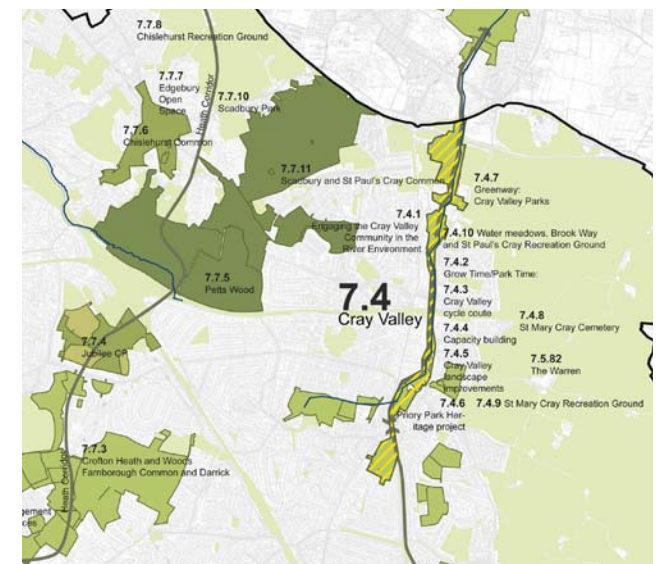 7.7.8
Chislehurst Recreation Ground
7.7.7
Edgebury
Open
Space
7.7.10
Scadbury Park
Heath Corridor
7.7.6
Chislehurst Common
7.7.11
Scadbury and St Paul's Cray Common
7.4.7
Greenway:
Cray Valley Parks
7.4.1
Engaging the Cray Valley
Community in the
River Environment
7.4.10 Water meadows, Brook Way
and St Paul's Cray Recreation Ground
7.4.2
Grow Time/Park Time:
7.7.5
Petts Wood
7.4
Cray Valley
7.4.3
Cray Valley
cycle coute
7.4.8
St Mary Cray Cemetery
7.4.4
Capacity building
7.4.5
Cray Valley
landscape
improvements
7.5.82
The Warren
7.7.4
Jubilee CP
7.4.6
Priory Park Her-
itage project
7.4.9 St Mary Cray Recreation Ground
7.7.3
Crofton Heath and Woods
Farnborough Common and Darrick
Heath Corridor
gement
ces